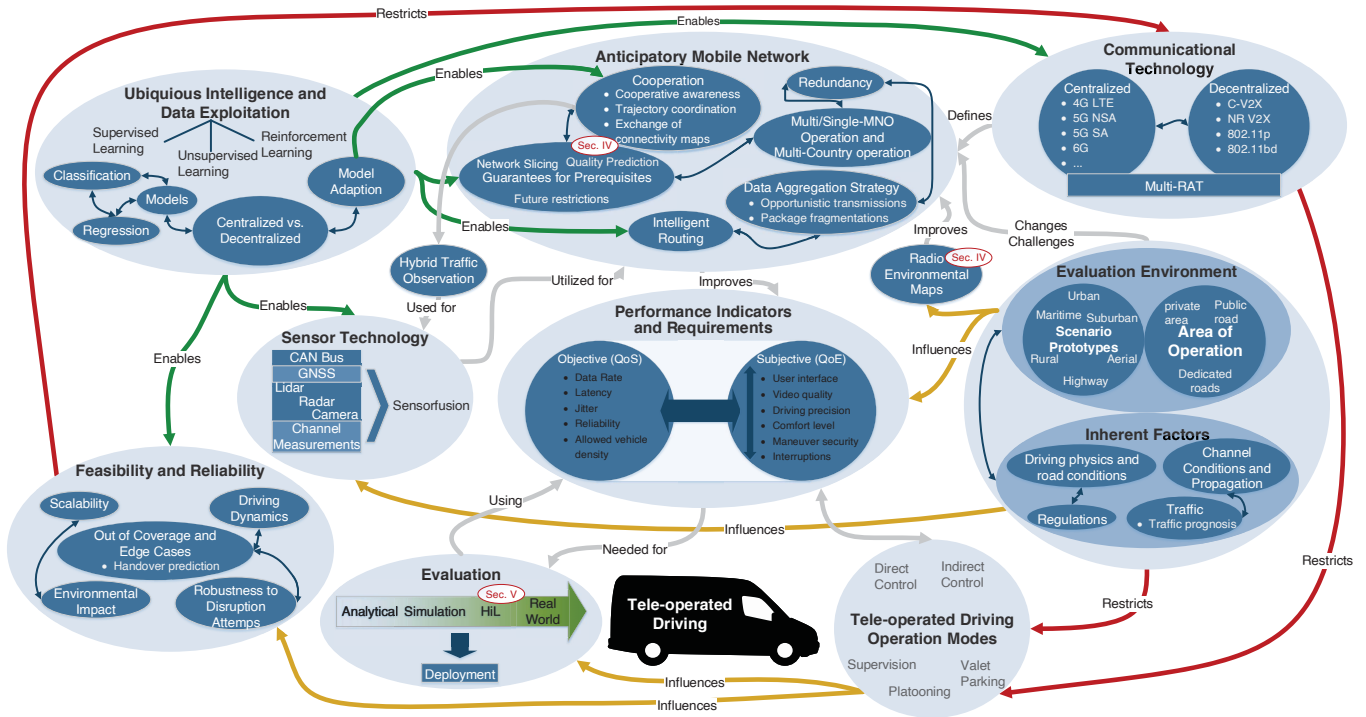 Restricts
Enables
Ubiquious Intelligence and
Data Exploitation
Supervised
Learning
Unsupervised
Learning
Reinforcement
Learning
Classification
Models
Regression
Centralized vs.
Decentralized
Model
Adaption
Enables
Enables
Enables
Enables
Anticipatory Mobile Network
Cooperation
• Cooperative awareness
• Trajectory coordination
• Exchange of
connectivity maps
Redundancy
Multi/Single-MNO
Operation and
Multi-Country operation
Sec. IV
Network Slicing
Quality Prediction
Guarantees for Prerequisites
Future restrictions
Data Aggregation Strategy
• Opportunistic transmissions
• Package fragmentations
Intelligent
Routing
Defines
Communicational
Technology
Centralized
• 4G LTE
• 5G NSA
• 5G SA
• 6G
• ...
Decentralized
• C-V2X
• NR V2X
• 802.11p
• 802.11bd
Multi-RAT
Hybrid Traffic
Observation
Used for
Utilized for
Improves
Improves
Radio
Environmental
Maps
Sec. IV
Changes
Challenges
Influences
Sensor Technology
CAN Bus
GNSS
Lidar
Radar
Camera
Channel
Measurements
Sensorfusion
Performance Indicators
and Requirements
Objective (QoS)
• Data Rate
• Latency
• Jitter
• Reliability
• Allowed vehicle
density
Subjective (QoE)
• User interface
• Video quality
• Driving precision
• Comfort level
• Maneuver security
• Interruptions
Evaluation Environment
Urban
Maritime
Suburban
Scenario
Prototypes
Rural
Aerial
Highway
private
area
Public
road
Area of
Operation
Dedicated
roads
Inherent Factors
Driving physics and
road conditions
Channel
Conditions and
Propagation
Regulations
Traffic
• Traffic prognosis
Feasibility and Reliability
Scalability
Driving
Dynamics
Out of Coverage and
Edge Cases
• Handover prediction
Environmental
Impact
Robustness to
Disruption
Attemps
Using
Needed for
Influences
Evaluation
Sec. V
Analytical
Simulation
HiL
Real
World
Deployment
Tele-operated
Driving
Influences
Influences
Direct
Control
Indirect
Control
Tele-operated Driving
Operation Modes
Supervision
Valet
Parking
Platooning
Restricts
Restricts